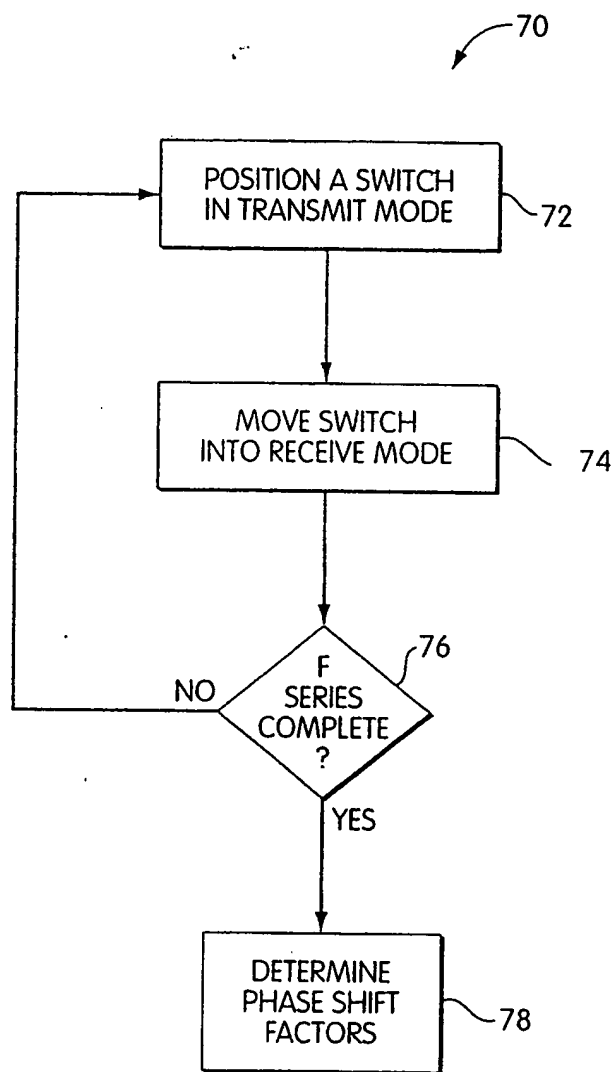 70
POSITION A SWITCH
IN TRANSMIT MODE
72
MOVE SWITCH
INTO RECEIVE MODE
74
76
F
SERIES
COMPLETE
?
NO
YES
DETERMINE
PHASE SHIFT
FACTORS
78